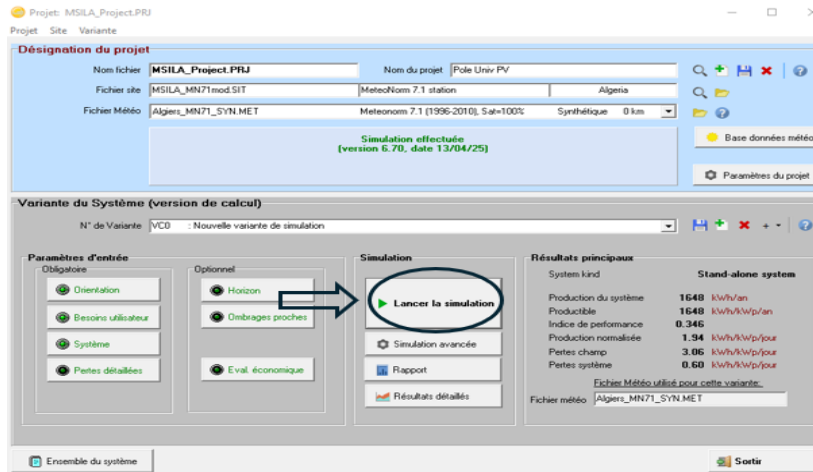 Projet: MSILA_Project.PRJ
Projet Site Variante
Désignation du projet
Nom fichier MSILA_Project.PRJ Nom du projet Pole Univ PV
Fichier site MSILA_MN71mod.SIT MeteoNorm 7.1 station Algeria
Fichier Météo Algiers_MN71_SYN.MET Meteonorm 7.1 (1996-2010), Sat=100% Synthétique 0 km
Simulation effectuée
(version 6.70, date 13/04/25)
Base données météo
Paramètres du projet
Variante du Système (version de calcul)
N° de Variante VC0 : Nouvelle variante de simulation
Paramètres d'entrée
Obligatoire
Orientation
Besoins utilisateur
Système
Pertes détaillées
Optionnel
Horizon
Ombrages proches
Eval. économique
Simulation
Lancer la simulation
Simulation avancée
Rapport
Résultats détaillés
Résultats principaux
System kind Stand-alone system
Production du système 1648 kWh/an
Productible 1648 kWh/kWp/an
Indice de performance 0.346
Production normalisée 1.94 kWh/kWp/jour
Pertes champ 3.06 kWh/kWp/jour
Pertes système 0.60 kWh/kWp/jour
Fichier Météo utilisé pour cette variante:
Fichier météo Algiers_MN71_SYN.MET
Ensemble du système
Sortir